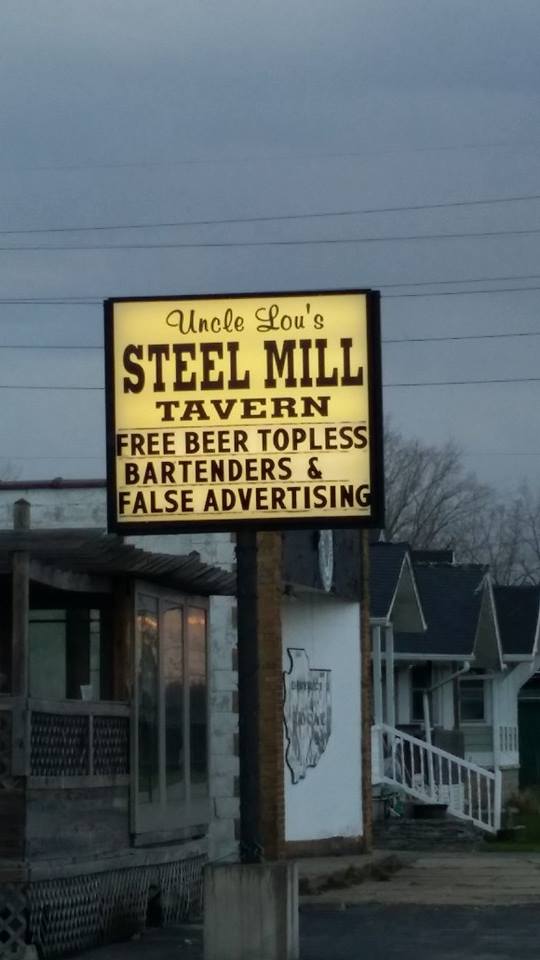 Uncle Lou's
STEEL MILL
TAVERN
FREE BEER TOPLESS
BARTENDERS &
FALSE ADVERTISING